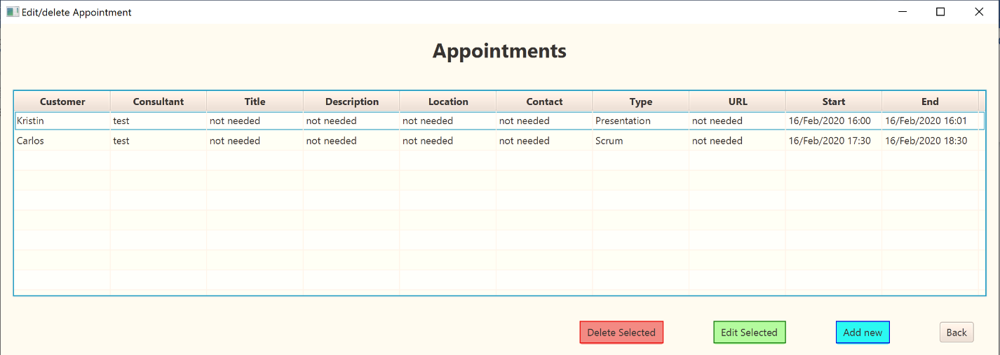 Edit/delete Appointment
Appointments
Customer Consultant Title Description Location Contact Type URL Start End
Kristin test not needed not needed not needed not needed Presentation not needed 16/Feb/2020 16:00 16/Feb/2020 16:01
Carlos test not needed not needed not needed not needed Scrum not needed 16/Feb/2020 17:30 16/Feb/2020 18:30
Delete Selected Edit Selected Add new Back